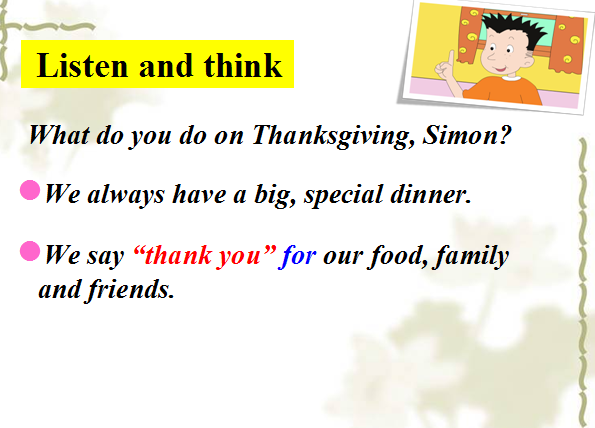 Listen and think
What do you do on Thanksgiving, Simon?
We always have a big, special dinner.
We say “thank you” for our food, family
and friends.